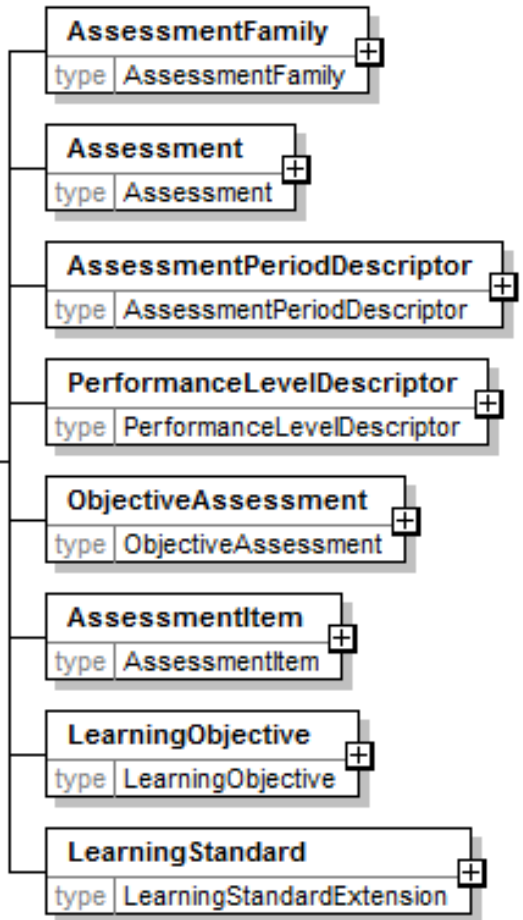 AssessmentFamily
type AssessmentFamily
Assessment
type Assessment
AssessmentPeriodDescriptor
type AssessmentPeriodDescriptor
PerformanceLevelDescriptor
type PerformanceLevelDescriptor
ObjectiveAssessment
type ObjectiveAssessment
AssessmentItem
type AssessmentItem
LearningObjective
type LearningObjective
LearningStandard
type LearningStandardExtension